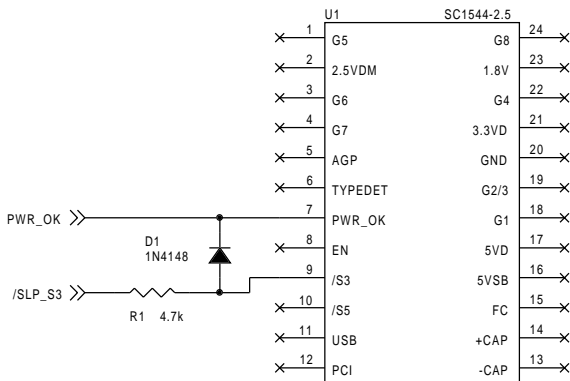 U1 SC1544-2.5
1 G5 G8 24
2 2.5VDM 1.8V 23
3 G6 G4 22
4 G7 3.3VD 21
5 AGP GND 20
6 TYPEDET G2/3 19
PWR_OK 7 PWR_OK G1 18
D1
1N4148
8 EN 5VD 17
/SLP_S3 9 /S3 5VSB 16
R1 4.7k
10 /S5 FC 15
11 USB +CAP 14
12 PCI -CAP 13